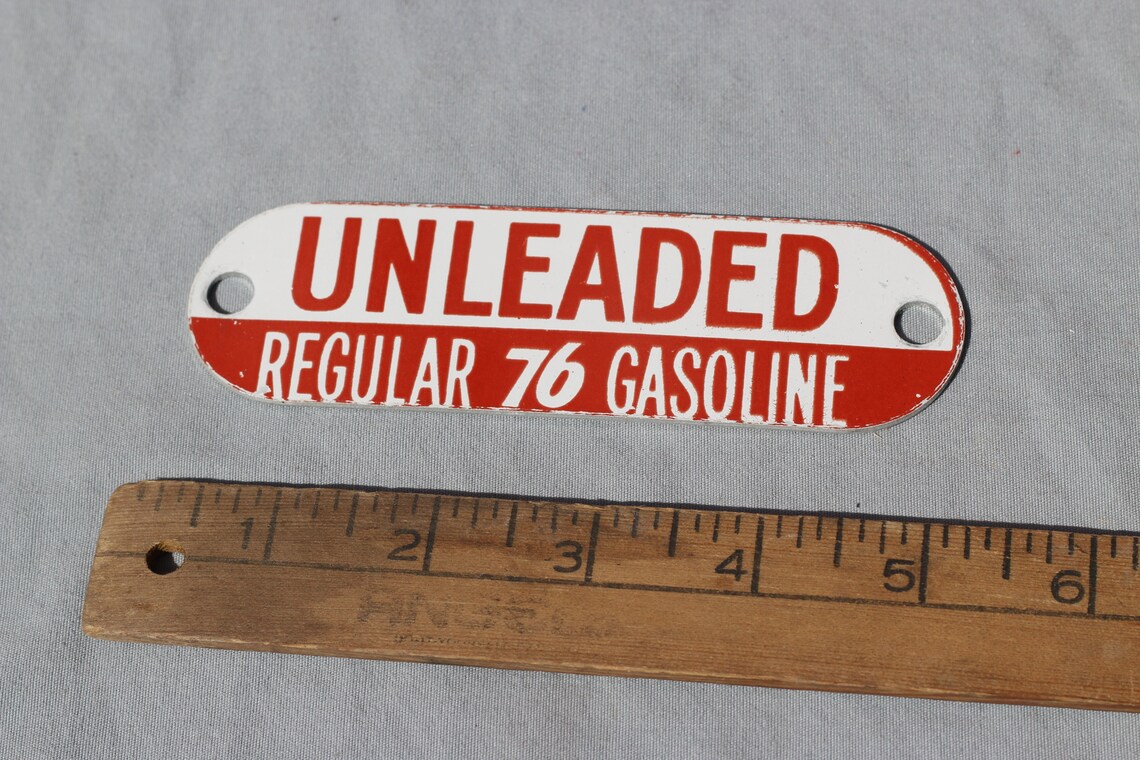 UNLEADED
REGULAR 76 GASOLINE
1 2 3 4 5 6